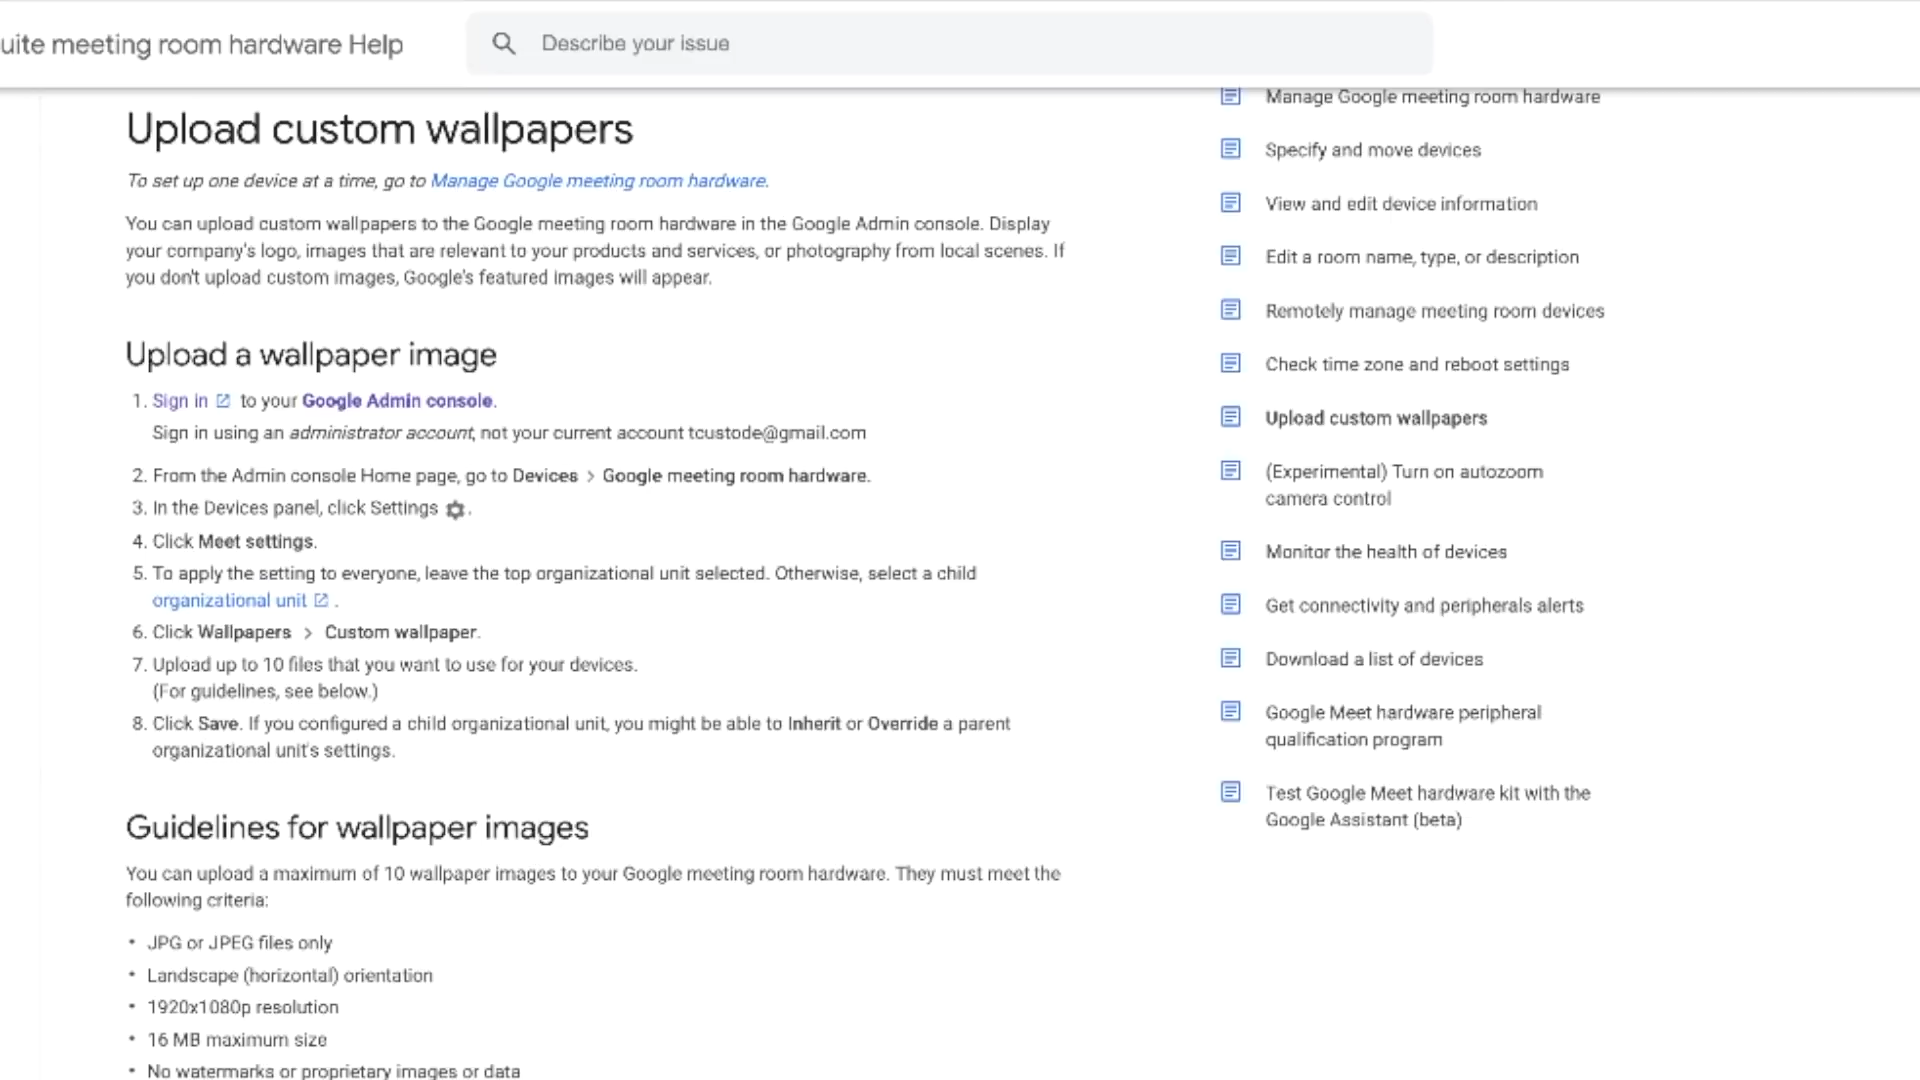 uite meeting room hardware Help
Describe your issue
Upload custom wallpapers
To set up one device at a time, go to Manage Google meeting room hardware.
You can upload custom wallpapers to the Google meeting room hardware in the Google Admin console. Display
your company's logo, images that are relevant to your products and services, or photography from local scenes. If
you don't upload custom images, Google's featured images will appear.
Upload a wallpaper image
1. Sign in to your Google Admin console.
Sign in using an administrator account, not your current account tcustode@gmail.com
2. From the Admin console Home page, go to Devices > Google meeting room hardware.
3. In the Devices panel, click Settings .
4. Click Meet settings.
5. To apply the setting to everyone, leave the top organizational unit selected. Otherwise, select a child
organizational unit .
6. Click Wallpapers > Custom wallpaper.
7. Upload up to 10 files that you want to use for your devices.
(For guidelines, see below.)
8. Click Save. If you configured a child organizational unit, you might be able to Inherit or Override a parent
organizational unit's settings.
Guidelines for wallpaper images
You can upload a maximum of 10 wallpaper images to your Google meeting room hardware. They must meet the
following criteria:
• JPG or JPEG files only
• Landscape (horizontal) orientation
• 1920x1080p resolution
• 16 MB maximum size
• No watermarks or proprietary images or data
Manage Google meeting room hardware
Specify and move devices
View and edit device information
Edit a room name, type, or description
Remotely manage meeting room devices
Check time zone and reboot settings
Upload custom wallpapers
(Experimental) Turn on autozoom
camera control
Monitor the health of devices
Get connectivity and peripherals alerts
Download a list of devices
Google Meet hardware peripheral
qualification program
Test Google Meet hardware kit with the
Google Assistant (beta)